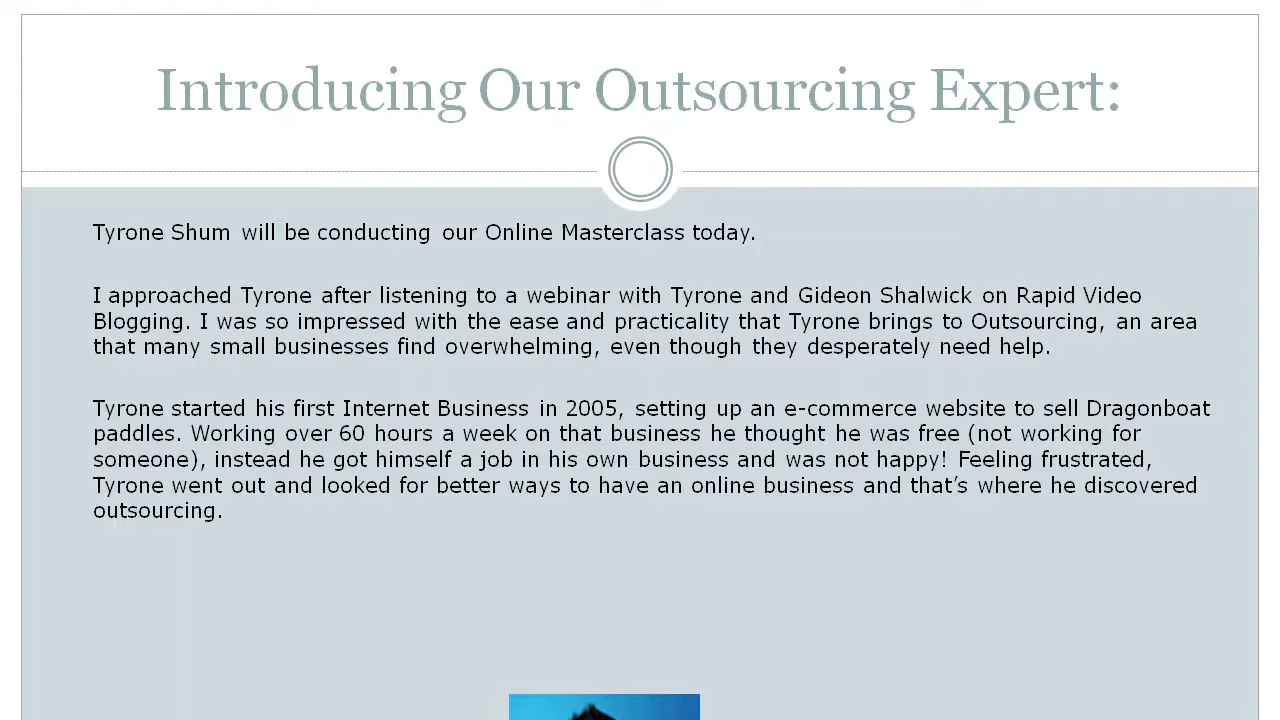 Introducing Our Outsourcing Expert:
Tyrone Shum will be conducting our Online Masterclass today.
I approached Tyrone after listening to a webinar with Tyrone and Gideon Shalwick on Rapid Video
Blogging. I was so impressed with the ease and practicality that Tyrone brings to Outsourcing, an area
that many small businesses find overwhelming, even though they desperately need help.
Tyrone started his first Internet Business in 2005, setting up an e-commerce website to sell Dragonboat
paddles. Working over 60 hours a week on that business he thought he was free (not working for
someone), instead he got himself a job in his own business and was not happy! Feeling frustrated,
Tyrone went out and looked for better ways to have an online business and that’s where he discovered
outsourcing.